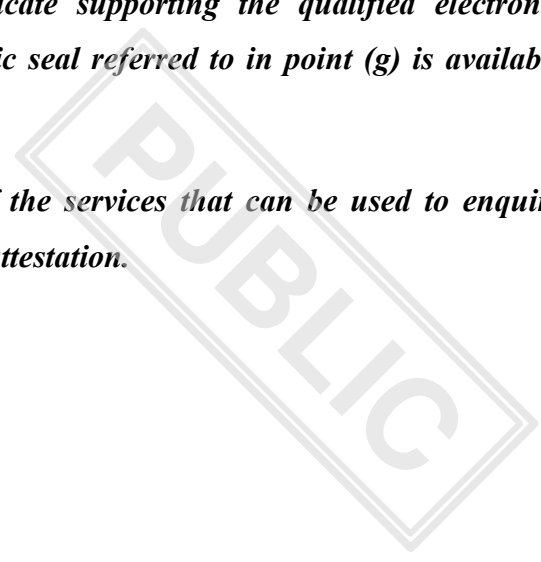 cate supporting the qualified electron
ic seal referred to in point (g) is availab
f the services that can be used to enqui
ttestation.
PUBLIC